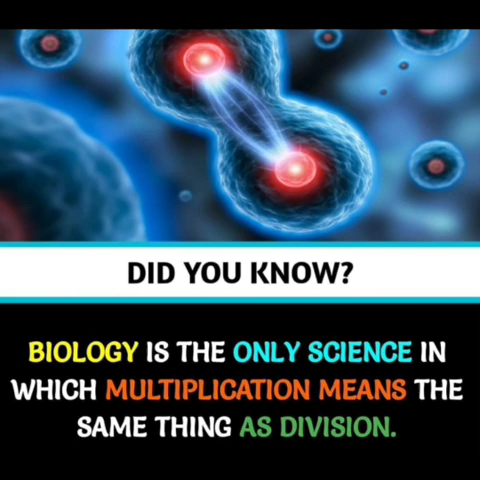 DID YOU KNOW?
BIOLOGY IS THE ONLY SCIENCE IN
WHICH MULTIPLICATION MEANS THE
SAME THING AS DIVISION.